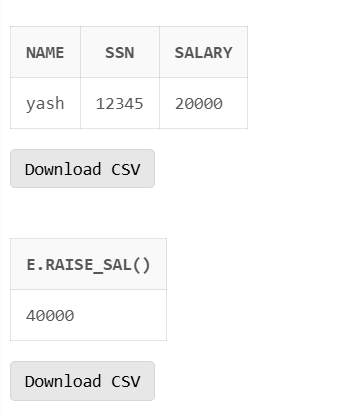 NAME SSN SALARY
yash 12345 20000
Download CSV
E.RAISE_SAL()
40000
Download CSV